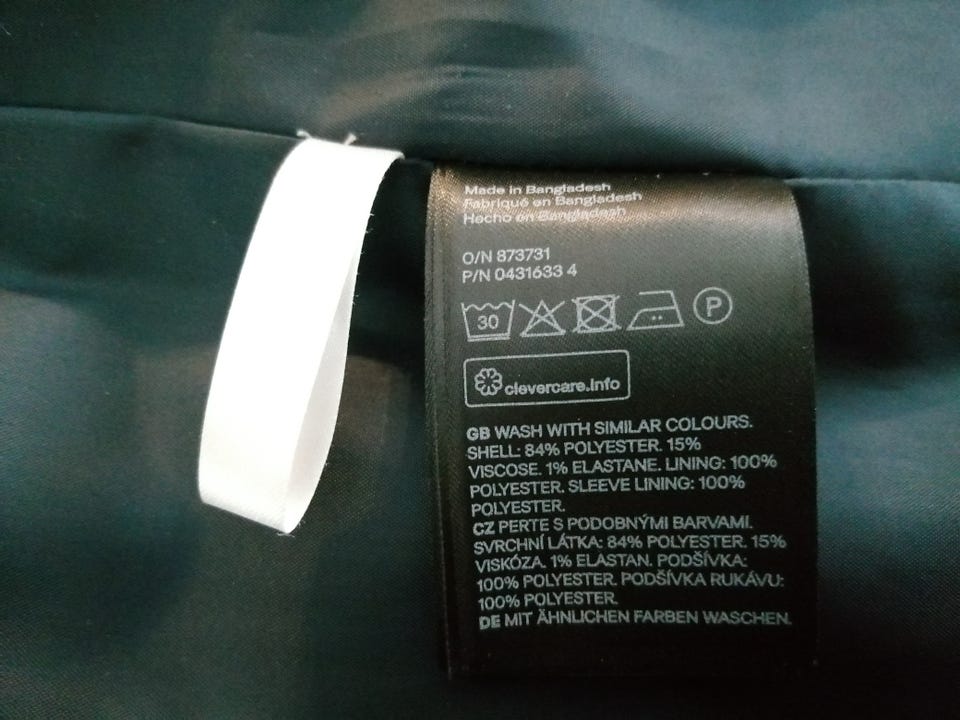 Made in Bangladesh
Fabriqué en Bangladesh
Hecho en Bangladesh
O/N 873731
P/N 0431633 4
30 P
clevercare.info
GB WASH WITH SIMILAR COLOURS.
SHELL: 84% POLYESTER. 15%
VISCOSE. 1% ELASTANE. LINING: 100%
POLYESTER. SLEEVE LINING: 100%
POLYESTER.
CZ PERTE S PODOBNÝMI BARVAMI.
SVRCHNÍ LÁTKA: 84% POLYESTER. 15%
VISKÓZA. 1% ELASTAN. PODŠÍVKA:
100% POLYESTER. PODŠÍVKA RUKÁVU:
100% POLYESTER.
DE MIT ÄHNLICHEN FARBEN WASCHEN.